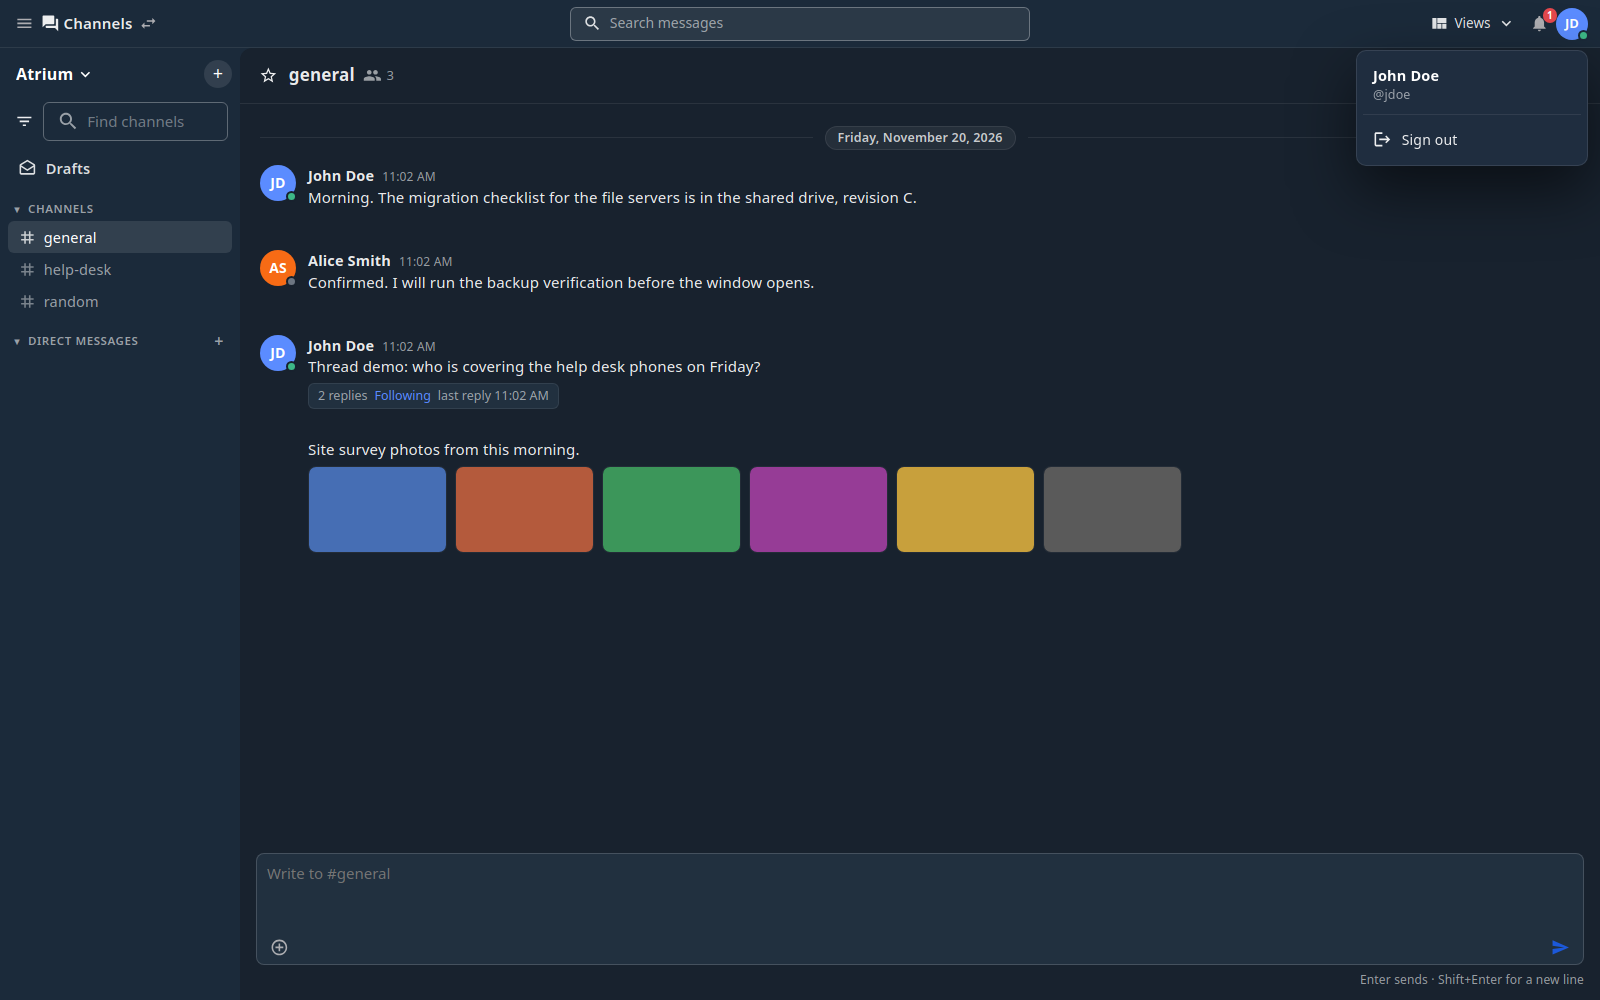 Channels
Search messages
Views
1
JD
Atrium
+
Find channels
Drafts
CHANNELS
general
help-desk
random
DIRECT MESSAGES
+
general
3
John Doe
@jdoe
Sign out
Friday, November 20, 2026
JD
John Doe 11:02 AM
Morning. The migration checklist for the file servers is in the shared drive, revision C.
AS
Alice Smith 11:02 AM
Confirmed. I will run the backup verification before the window opens.
JD
John Doe 11:02 AM
Thread demo: who is covering the help desk phones on Friday?
2 replies Following last reply 11:02 AM
Site survey photos from this morning.
Write to #general
Enter sends · Shift+Enter for a new line